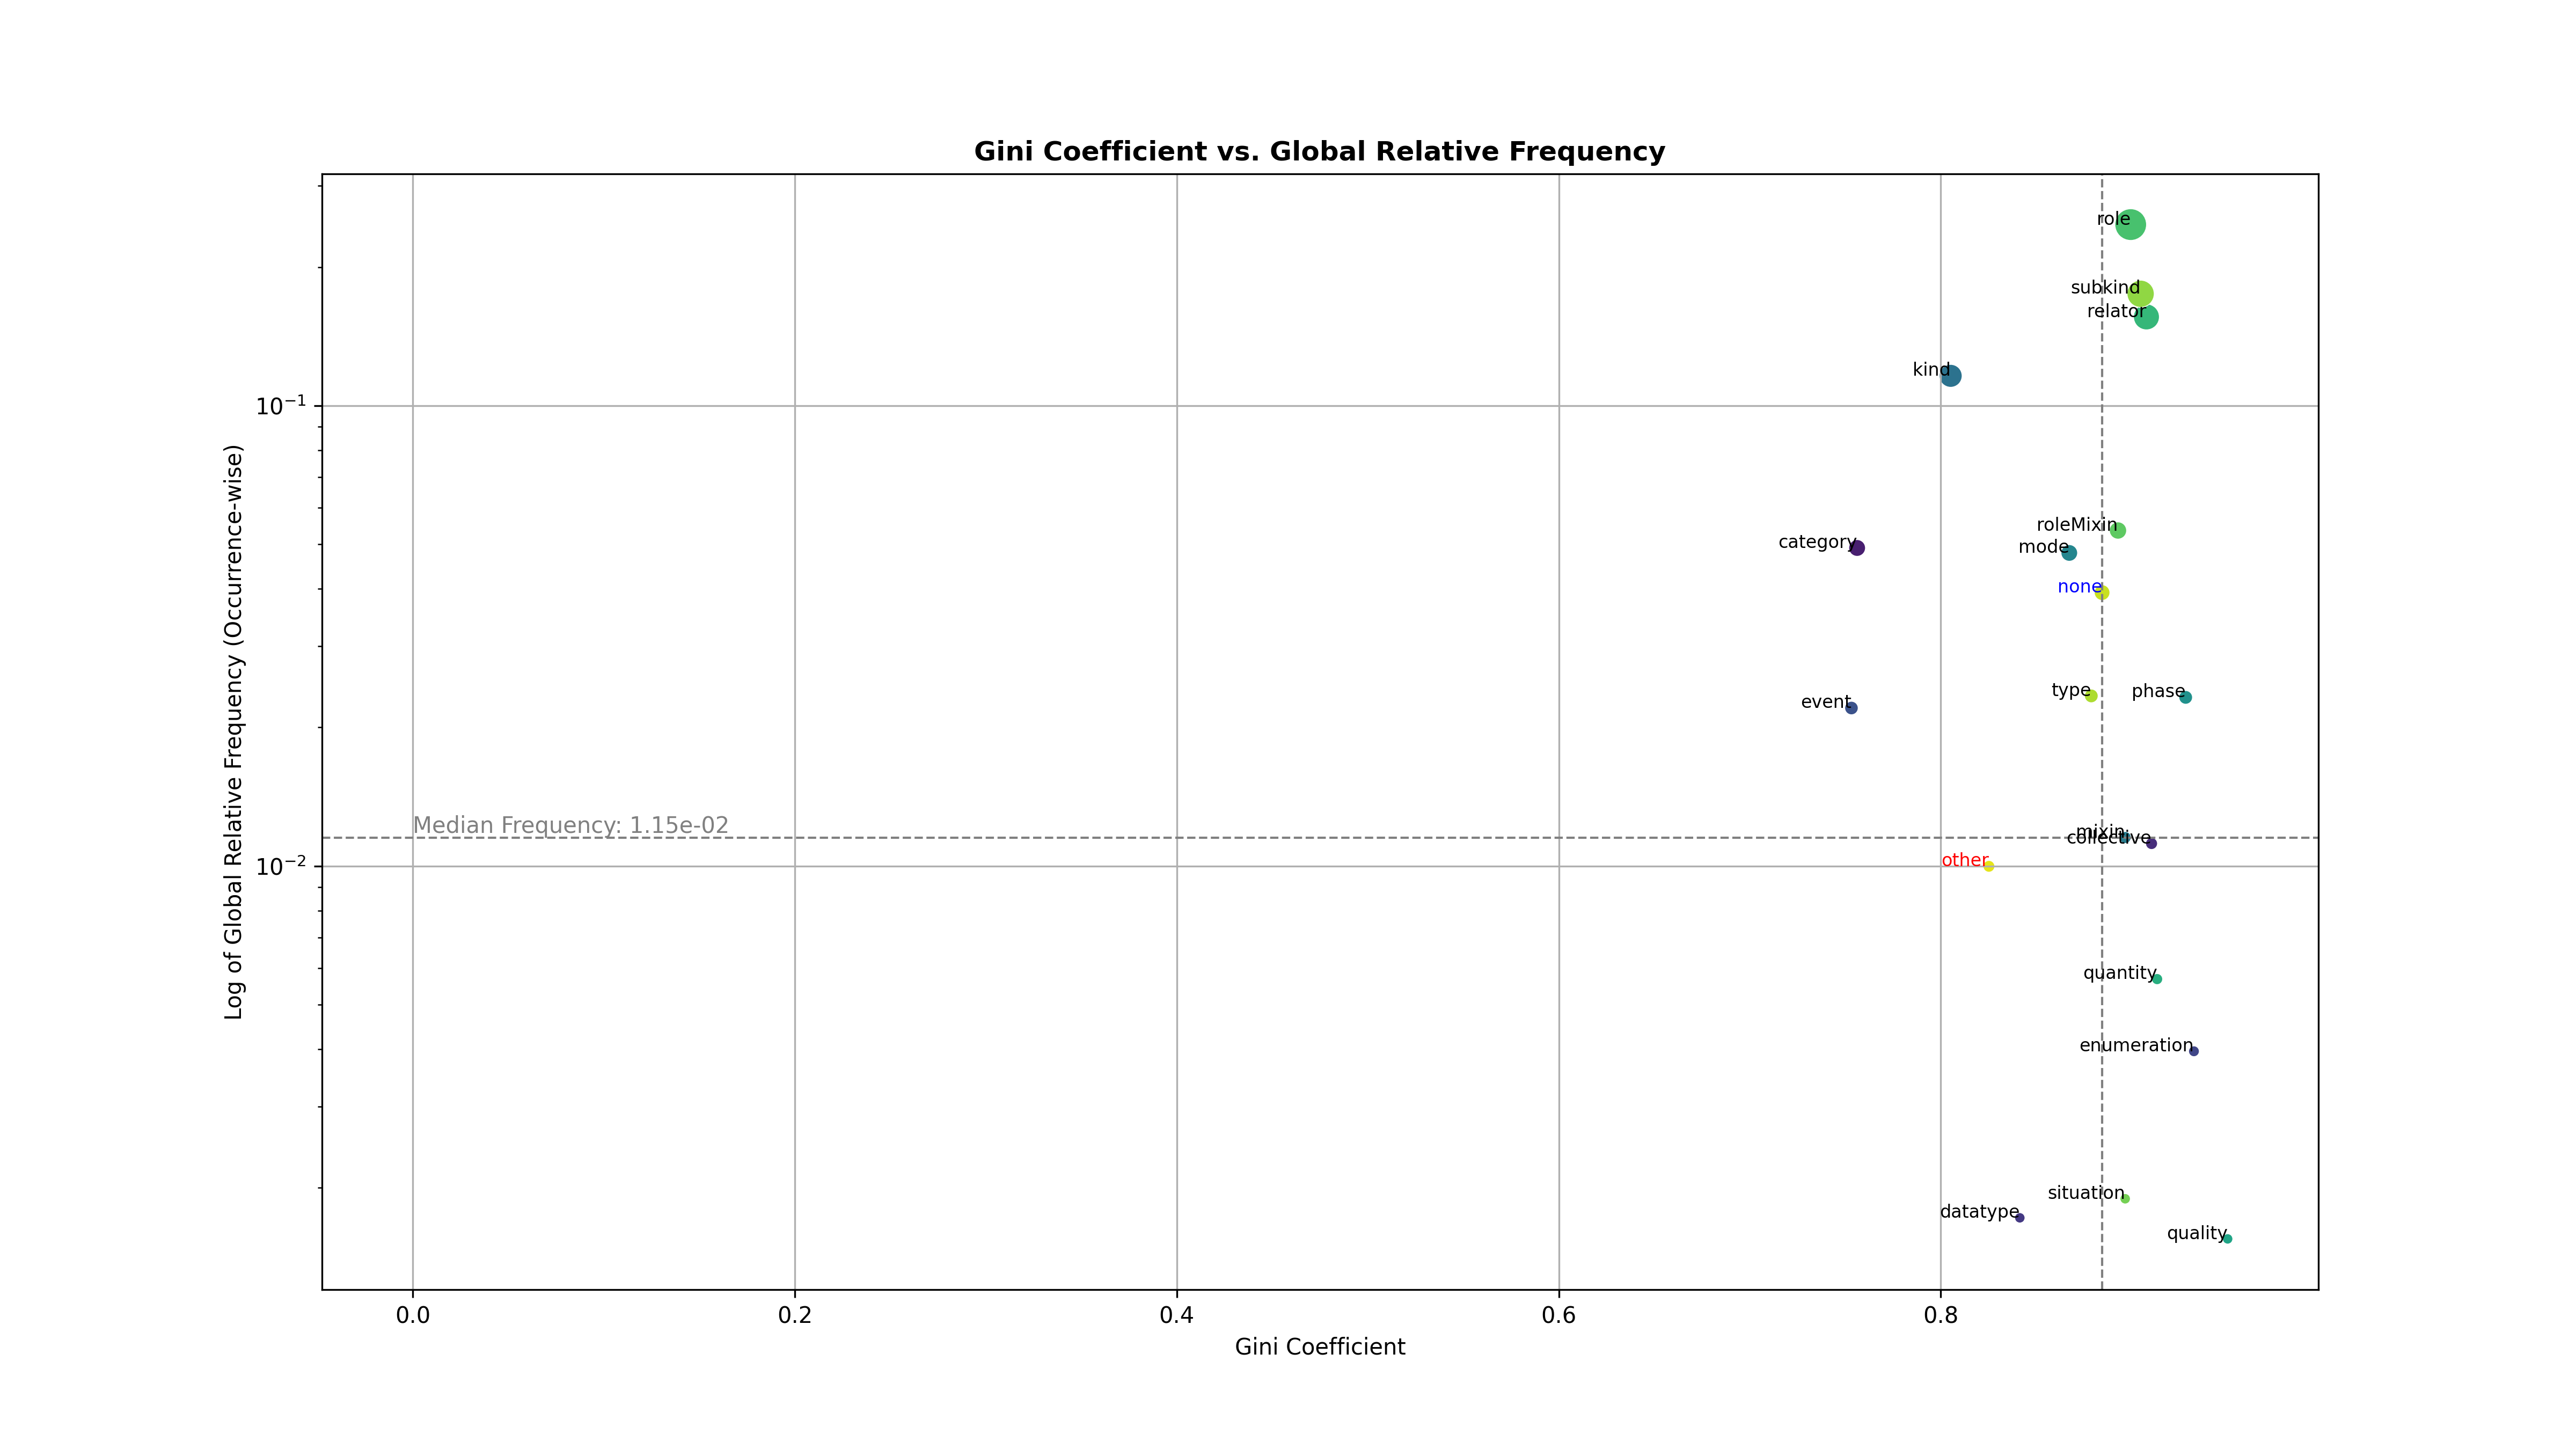 Gini Coefficient vs. Global Relative Frequency
Log of Global Relative Frequency (Occurrence-wise)
10⁻¹
10⁻²
role
subkind
relator
kind
roleMixin
category
mode
none
type
phase
event
Median Frequency: 1.15e-02
mixin
collective
other
quantity
enumeration
situation
datatype
quality
0.0
0.2
0.4
0.6
0.8
Gini Coefficient